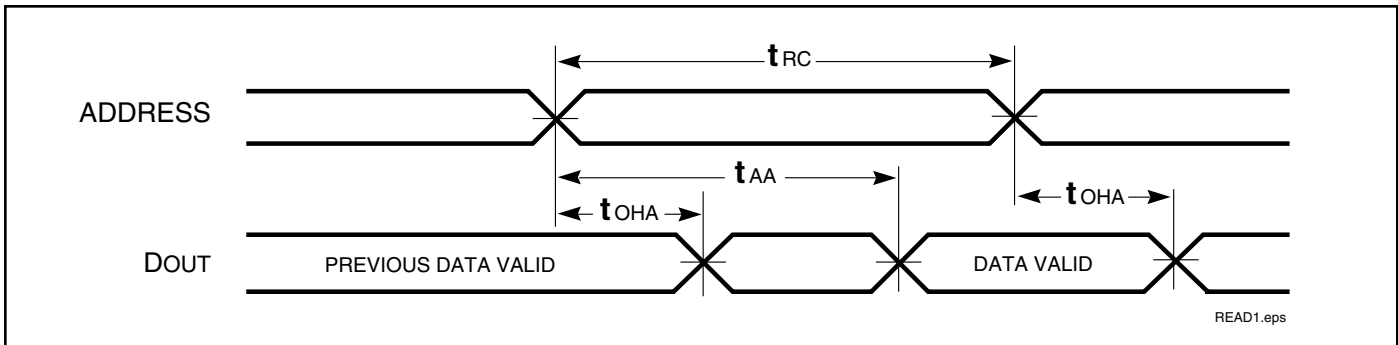 tRC
ADDRESS
tAA
tOHA
tOHA
DOUT
PREVIOUS DATA VALID
DATA VALID
READ1.eps